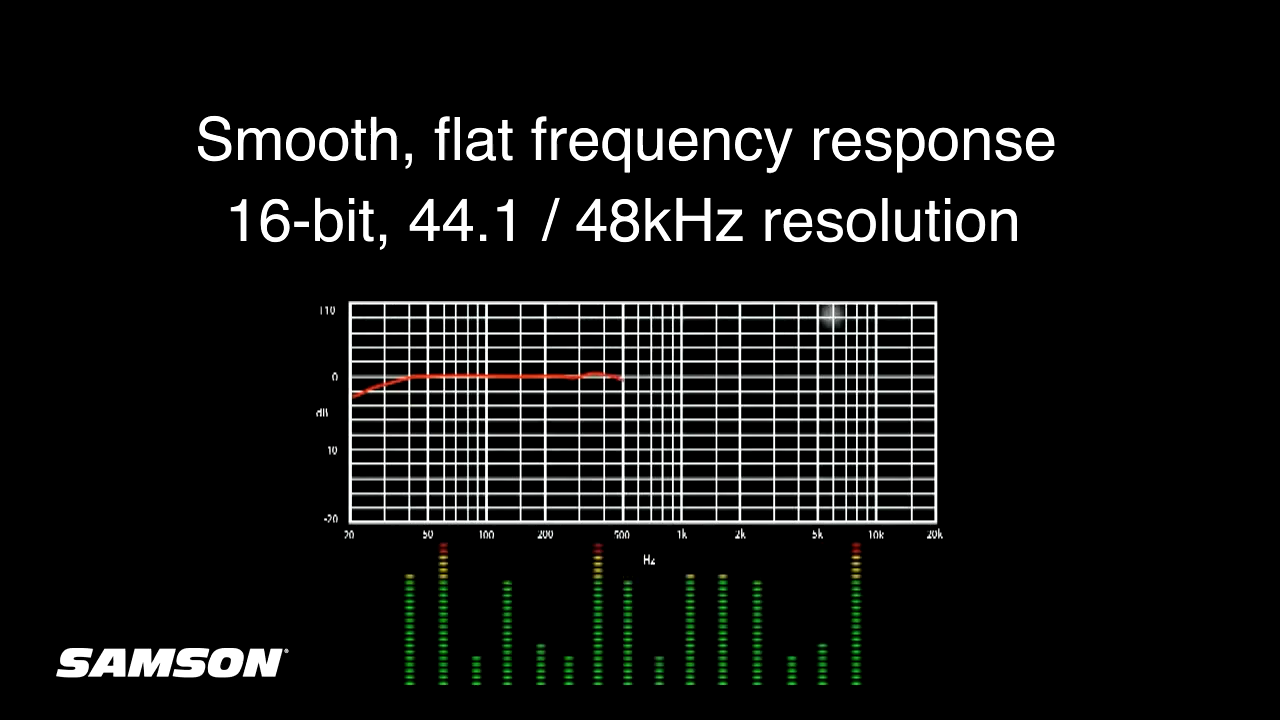 Smooth, flat frequency response
16-bit, 44.1 / 48kHz resolution
0
dB
10
-20
20 50 100 200 500 1k 2k 5k 10k 20k
Hz
SAMSON